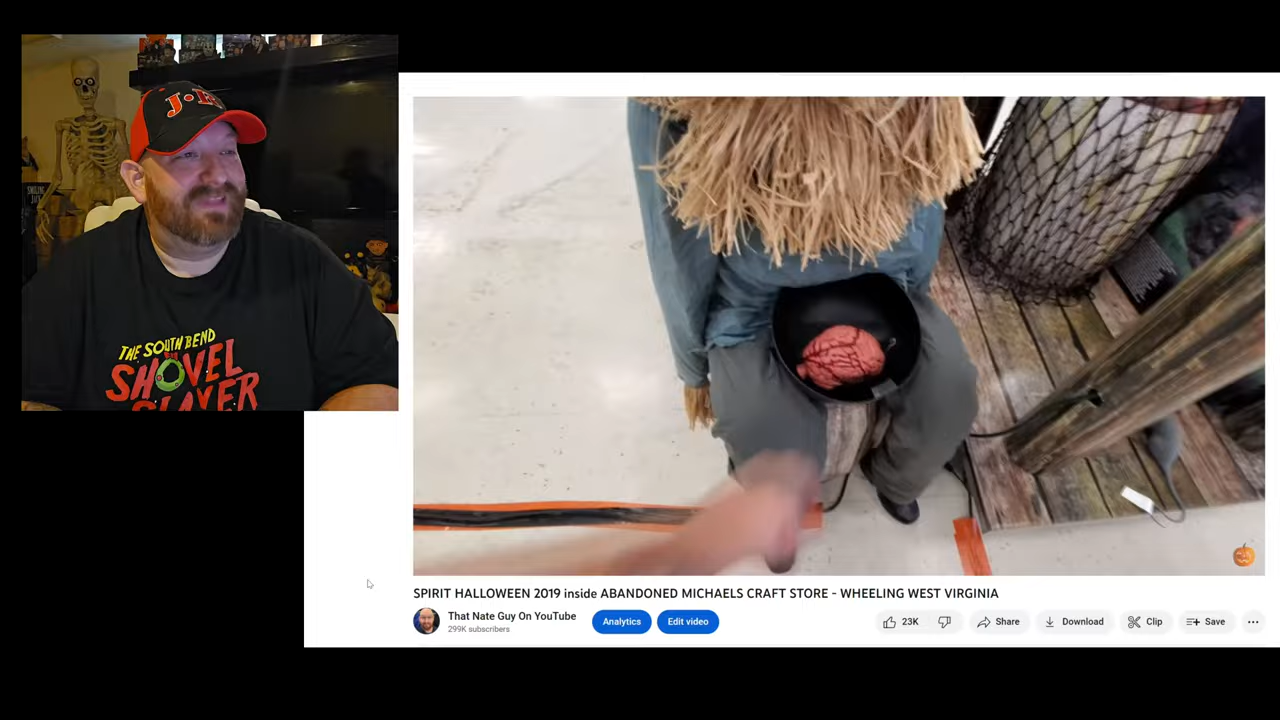 THE SOUTH BEND
SHOVEL
SLAYER
SPIRIT HALLOWEEN 2019 inside ABANDONED MICHAELS CRAFT STORE - WHEELING WEST VIRGINIA
That Nate Guy On YouTube
299K subscribers
Analytics
Edit video
23K
Share
Download
Clip
Save